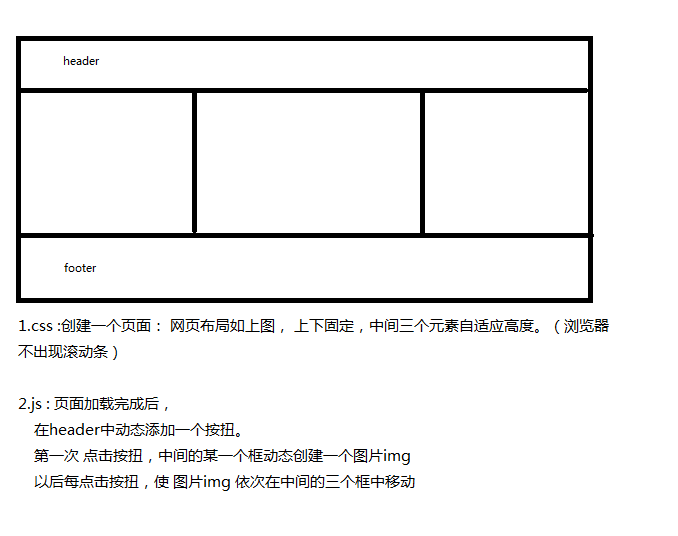 header
footer
1.css :创建一个页面： 网页布局如上图， 上下固定，中间三个元素自适应高度。（浏览器
不出现滚动条）
2.js : 页面加载完成后，
在header中动态添加一个按扭。
第一次 点击按扭，中间的某一个框动态创建一个图片img
以后每点击按扭，使 图片img 依次在中间的三个框中移动